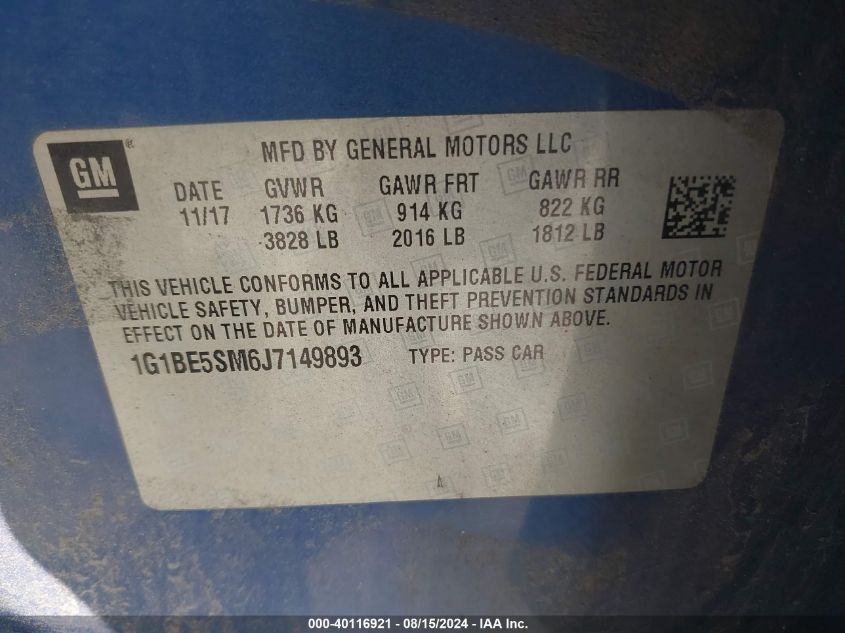 GM ®
MFD BY GENERAL MOTORS LLC
DATE GVWR GAWR FRT GAWR RR
11/17 1736 KG 914 KG 822 KG
3828 LB 2016 LB 1812 LB
THIS VEHICLE CONFORMS TO ALL APPLICABLE U.S. FEDERAL MOTOR
VEHICLE SAFETY, BUMPER, AND THEFT PREVENTION STANDARDS IN
EFFECT ON THE DATE OF MANUFACTURE SHOWN ABOVE.
1G1BE5SM6J7149893 TYPE: PASS CAR
000-40116921 - 08/15/2024 - IAA Inc.